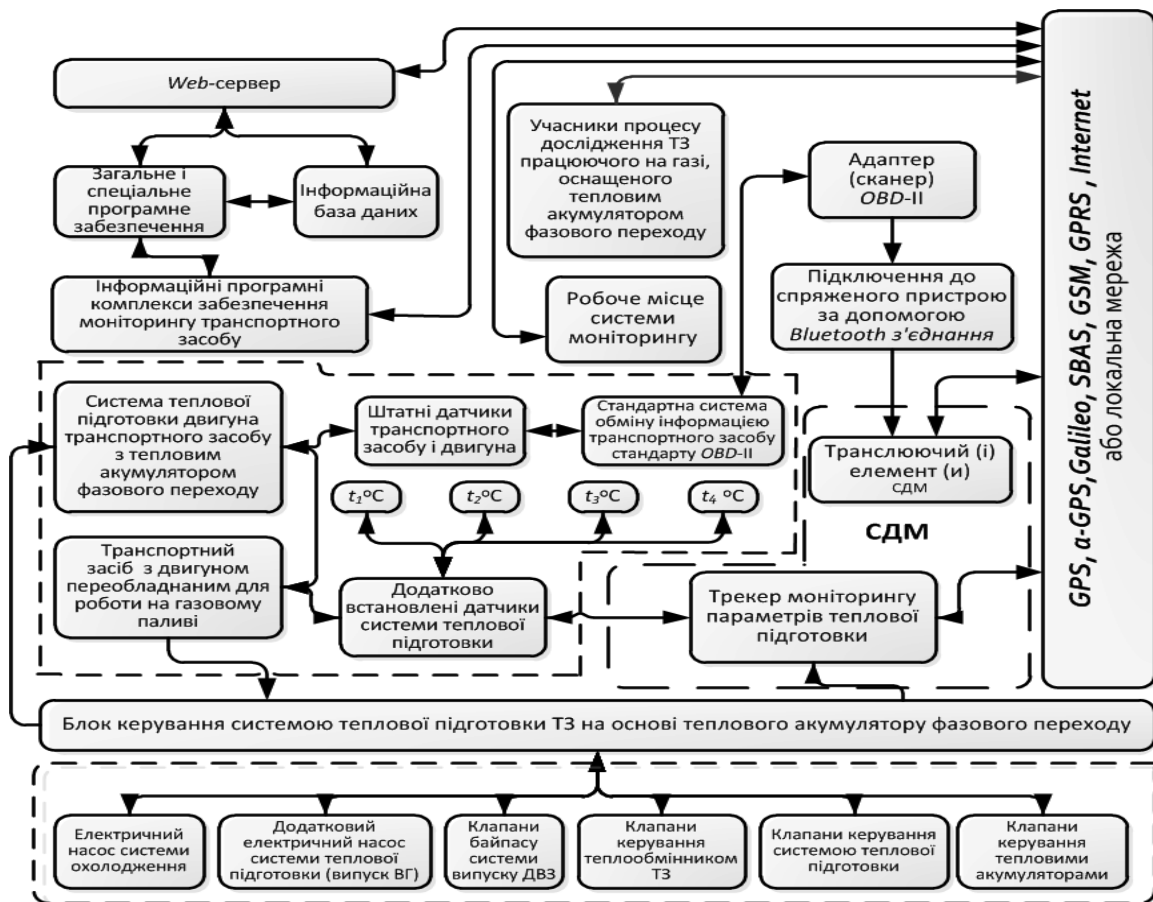 Web-сервер
Загальне і
спеціальне
програмне
забезпечення
Інформаційна
база даних
Інформаційні програмні
комплекси забезпечення
моніторингу транспортного
засобу
Учасники процесу
дослідження ТЗ
працюючого на газі,
оснащеного
тепловим
акумулятором
фазового переходу
Робоче місце
системи
моніторингу
Адаптер
(сканер)
OBD-II
Підключення до
спряженого пристрою
за допомогою
Bluetooth з'єднання
GPS, α-GPS,Galileo, SBAS, GSM, GPRS , Internet
або локальна мережа
Система теплової
підготовки двигуна
транспортного засобу
з тепловим
акумулятором
фазового переходу
Штатні датчики
транспортного
засобу і двигуна
Стандартна система
обміну інформацією
транспортного засобу
стандарту OBD-II
Транслюючий (і)
елемент (и)
СДМ
СДМ
t₁ºC
t₂ºC
t₃ºC
t₄ ºC
Транспортний
засіб з двигуном
переобладнаним для
роботи на газовому
паливі
Додатково
встановлені датчики
системи теплової
підготовки
Трекер моніторингу
параметрів теплової
підготовки
Блок керування системою теплової підготовки ТЗ на основі теплового акумулятору фазового переходу
Електричний
насос системи
охолодження
Додатковий
електричний насос
системи теплової
підготовки (випуск ВГ)
Клапани
байпасу
системи
випуску ДВЗ
Клапани
керування
теплообмінником
ТЗ
Клапани керування
системою теплової
підготовки
Клапани
керування
тепловими
акумуляторами